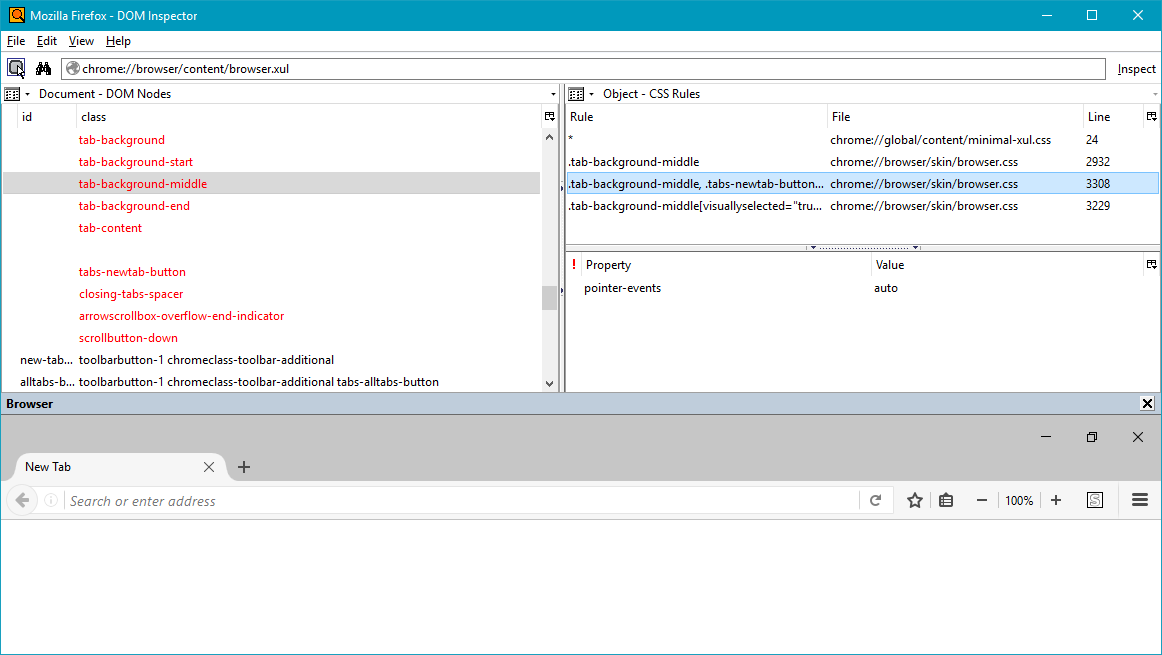 Mozilla Firefox - DOM Inspector
File Edit View Help
chrome://browser/content/browser.xul Inspect
Document - DOM Nodes
id class
tab-background
tab-background-start
tab-background-middle
tab-background-end
tab-content
tabs-newtab-button
closing-tabs-spacer
arrowscrollbox-overflow-end-indicator
scrollbutton-down
new-tab... toolbarbutton-1 chromeclass-toolbar-additional
alltabs-b... toolbarbutton-1 chromeclass-toolbar-additional tabs-alltabs-button
Object - CSS Rules
Rule File Line
* chrome://global/content/minimal-xul.css 24
.tab-background-middle chrome://browser/skin/browser.css 2932
.tab-background-middle, .tabs-newtab-button... chrome://browser/skin/browser.css 3308
.tab-background-middle[visuallyselected="tru... chrome://browser/skin/browser.css 3229
! Property Value
pointer-events auto
Browser
New Tab
Search or enter address 100% S